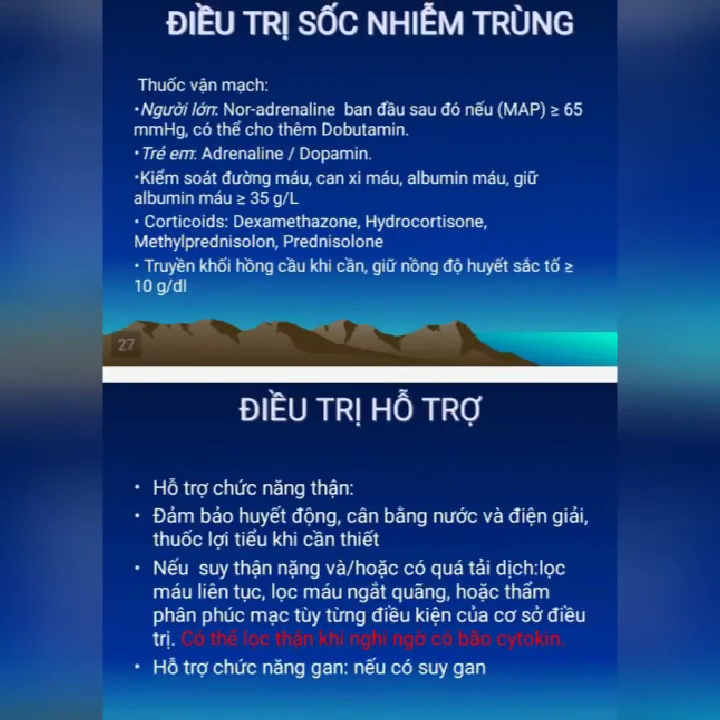 ĐIỀU TRỊ SỐC NHIỄM TRÙNG
Thuốc vận mạch:
•Người lớn: Nor-adrenaline ban đầu sau đó nếu (MAP) ≥ 65
mmHg, có thể cho thêm Dobutamin.
•Trẻ em: Adrenaline / Dopamin.
•Kiểm soát đường máu, can xi máu, albumin máu, giữ
albumin máu ≥ 35 g/L
• Corticoids: Dexamethazone, Hydrocortisone,
Methylprednisolon, Prednisolone
• Truyền khối hồng cầu khi cần, giữ nồng độ huyết sắc tố ≥
10 g/dl
27
ĐIỀU TRỊ HỖ TRỢ
• Hỗ trợ chức năng thận:
• Đảm bảo huyết động, cân bằng nước và điện giải,
thuốc lợi tiểu khi cần thiết
• Nếu suy thận nặng và/hoặc có quá tải dịch:lọc
máu liên tục, lọc máu ngắt quãng, hoặc thẩm
phân phúc mạc tùy từng điều kiện của cơ sở điều
trị. Có thể lọc thận khi nghi ngờ có bão cytokin.
• Hỗ trợ chức năng gan: nếu có suy gan